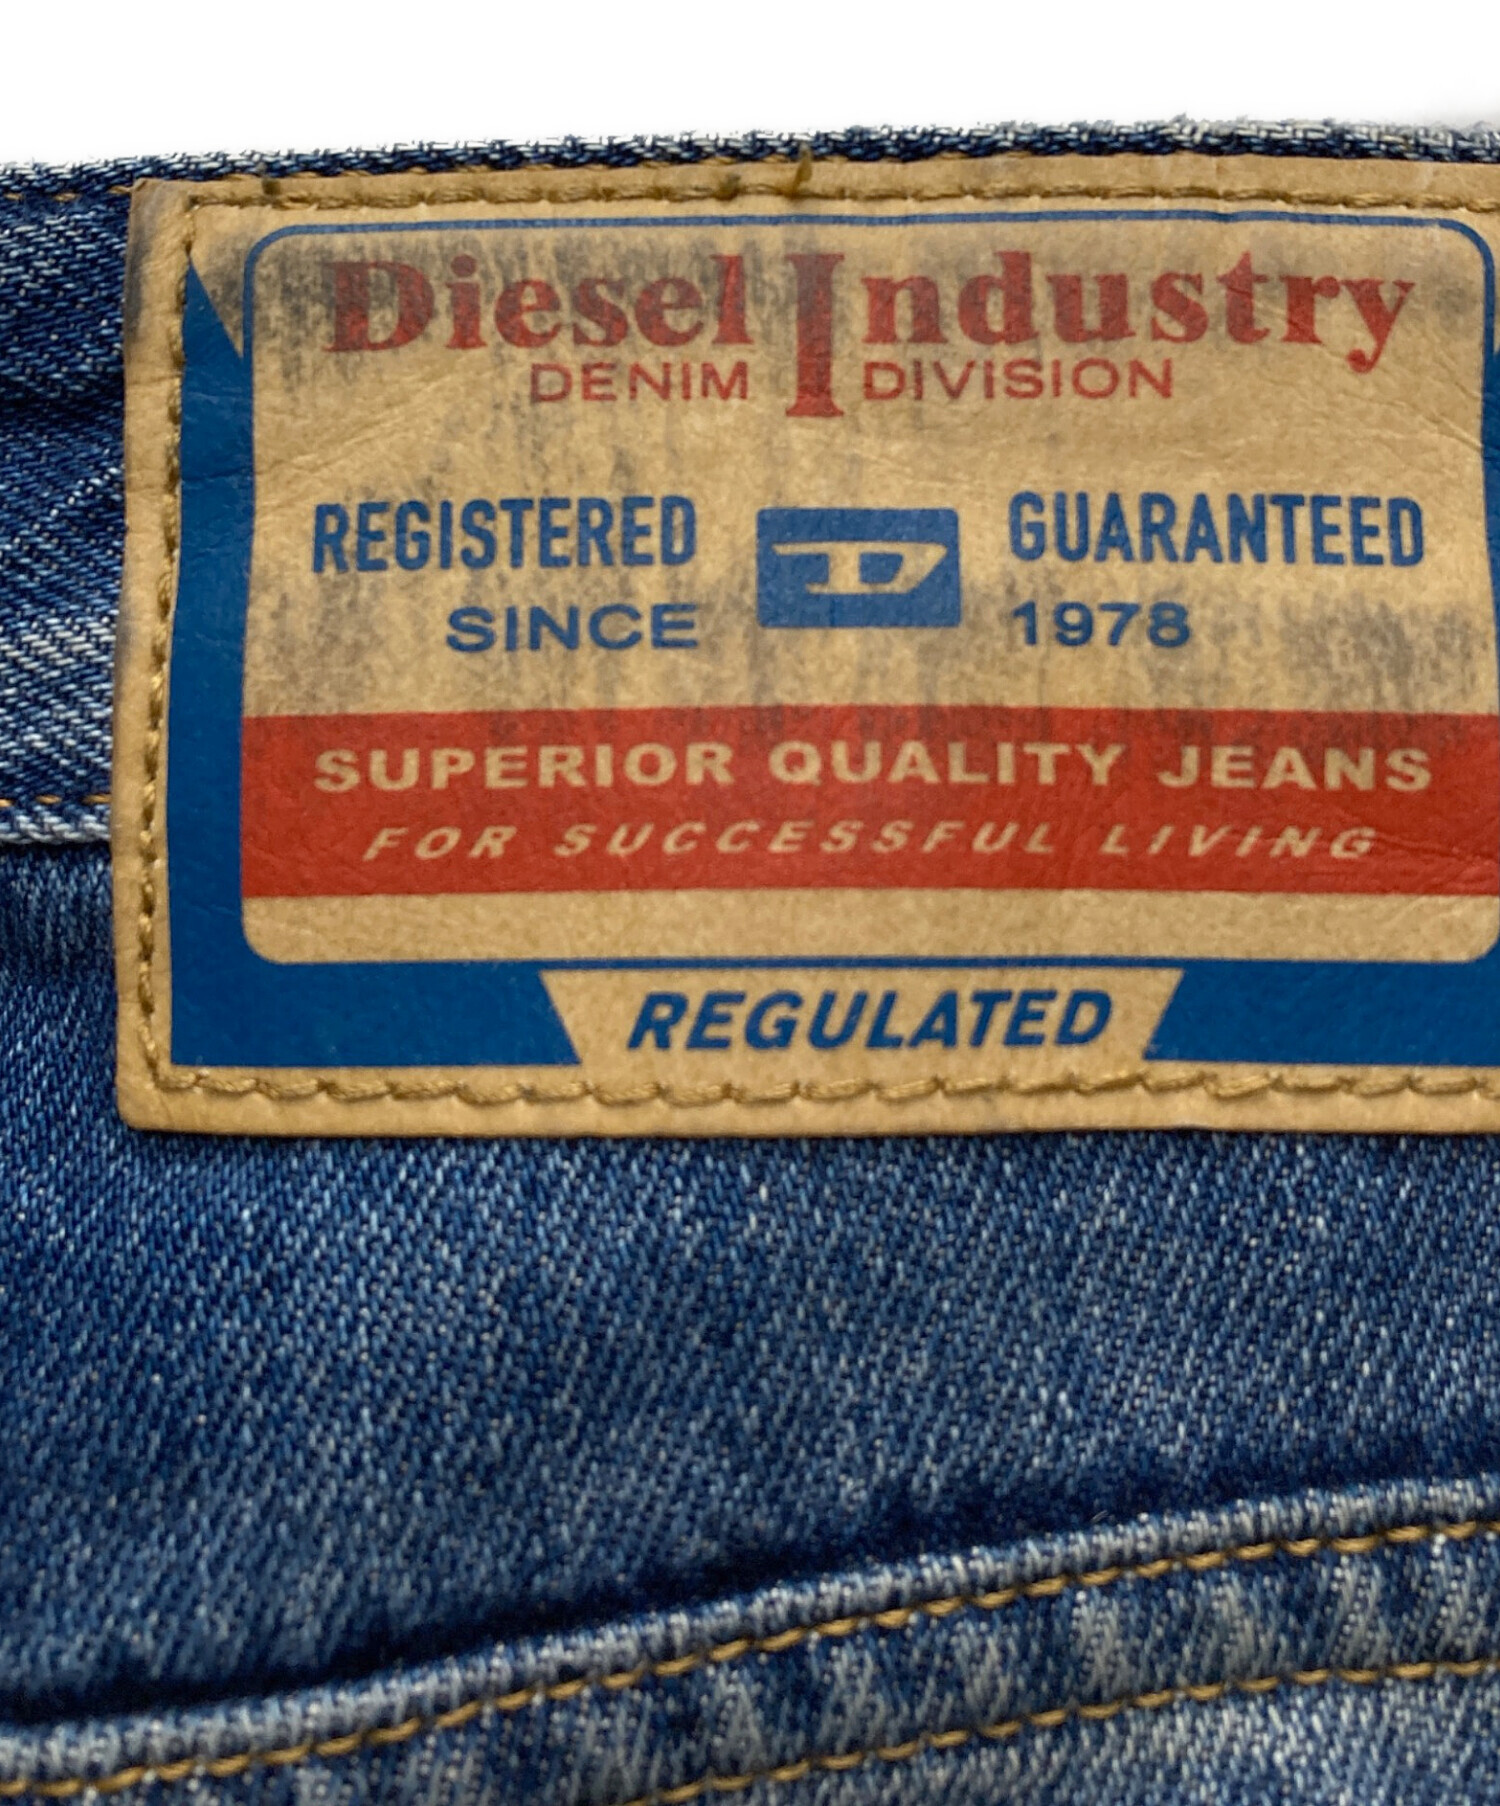 Diesel Industry
DENIM DIVISION
REGISTERED D GUARANTEED
SINCE 1978
SUPERIOR QUALITY JEANS
FOR SUCCESSFUL LIVING
REGULATED